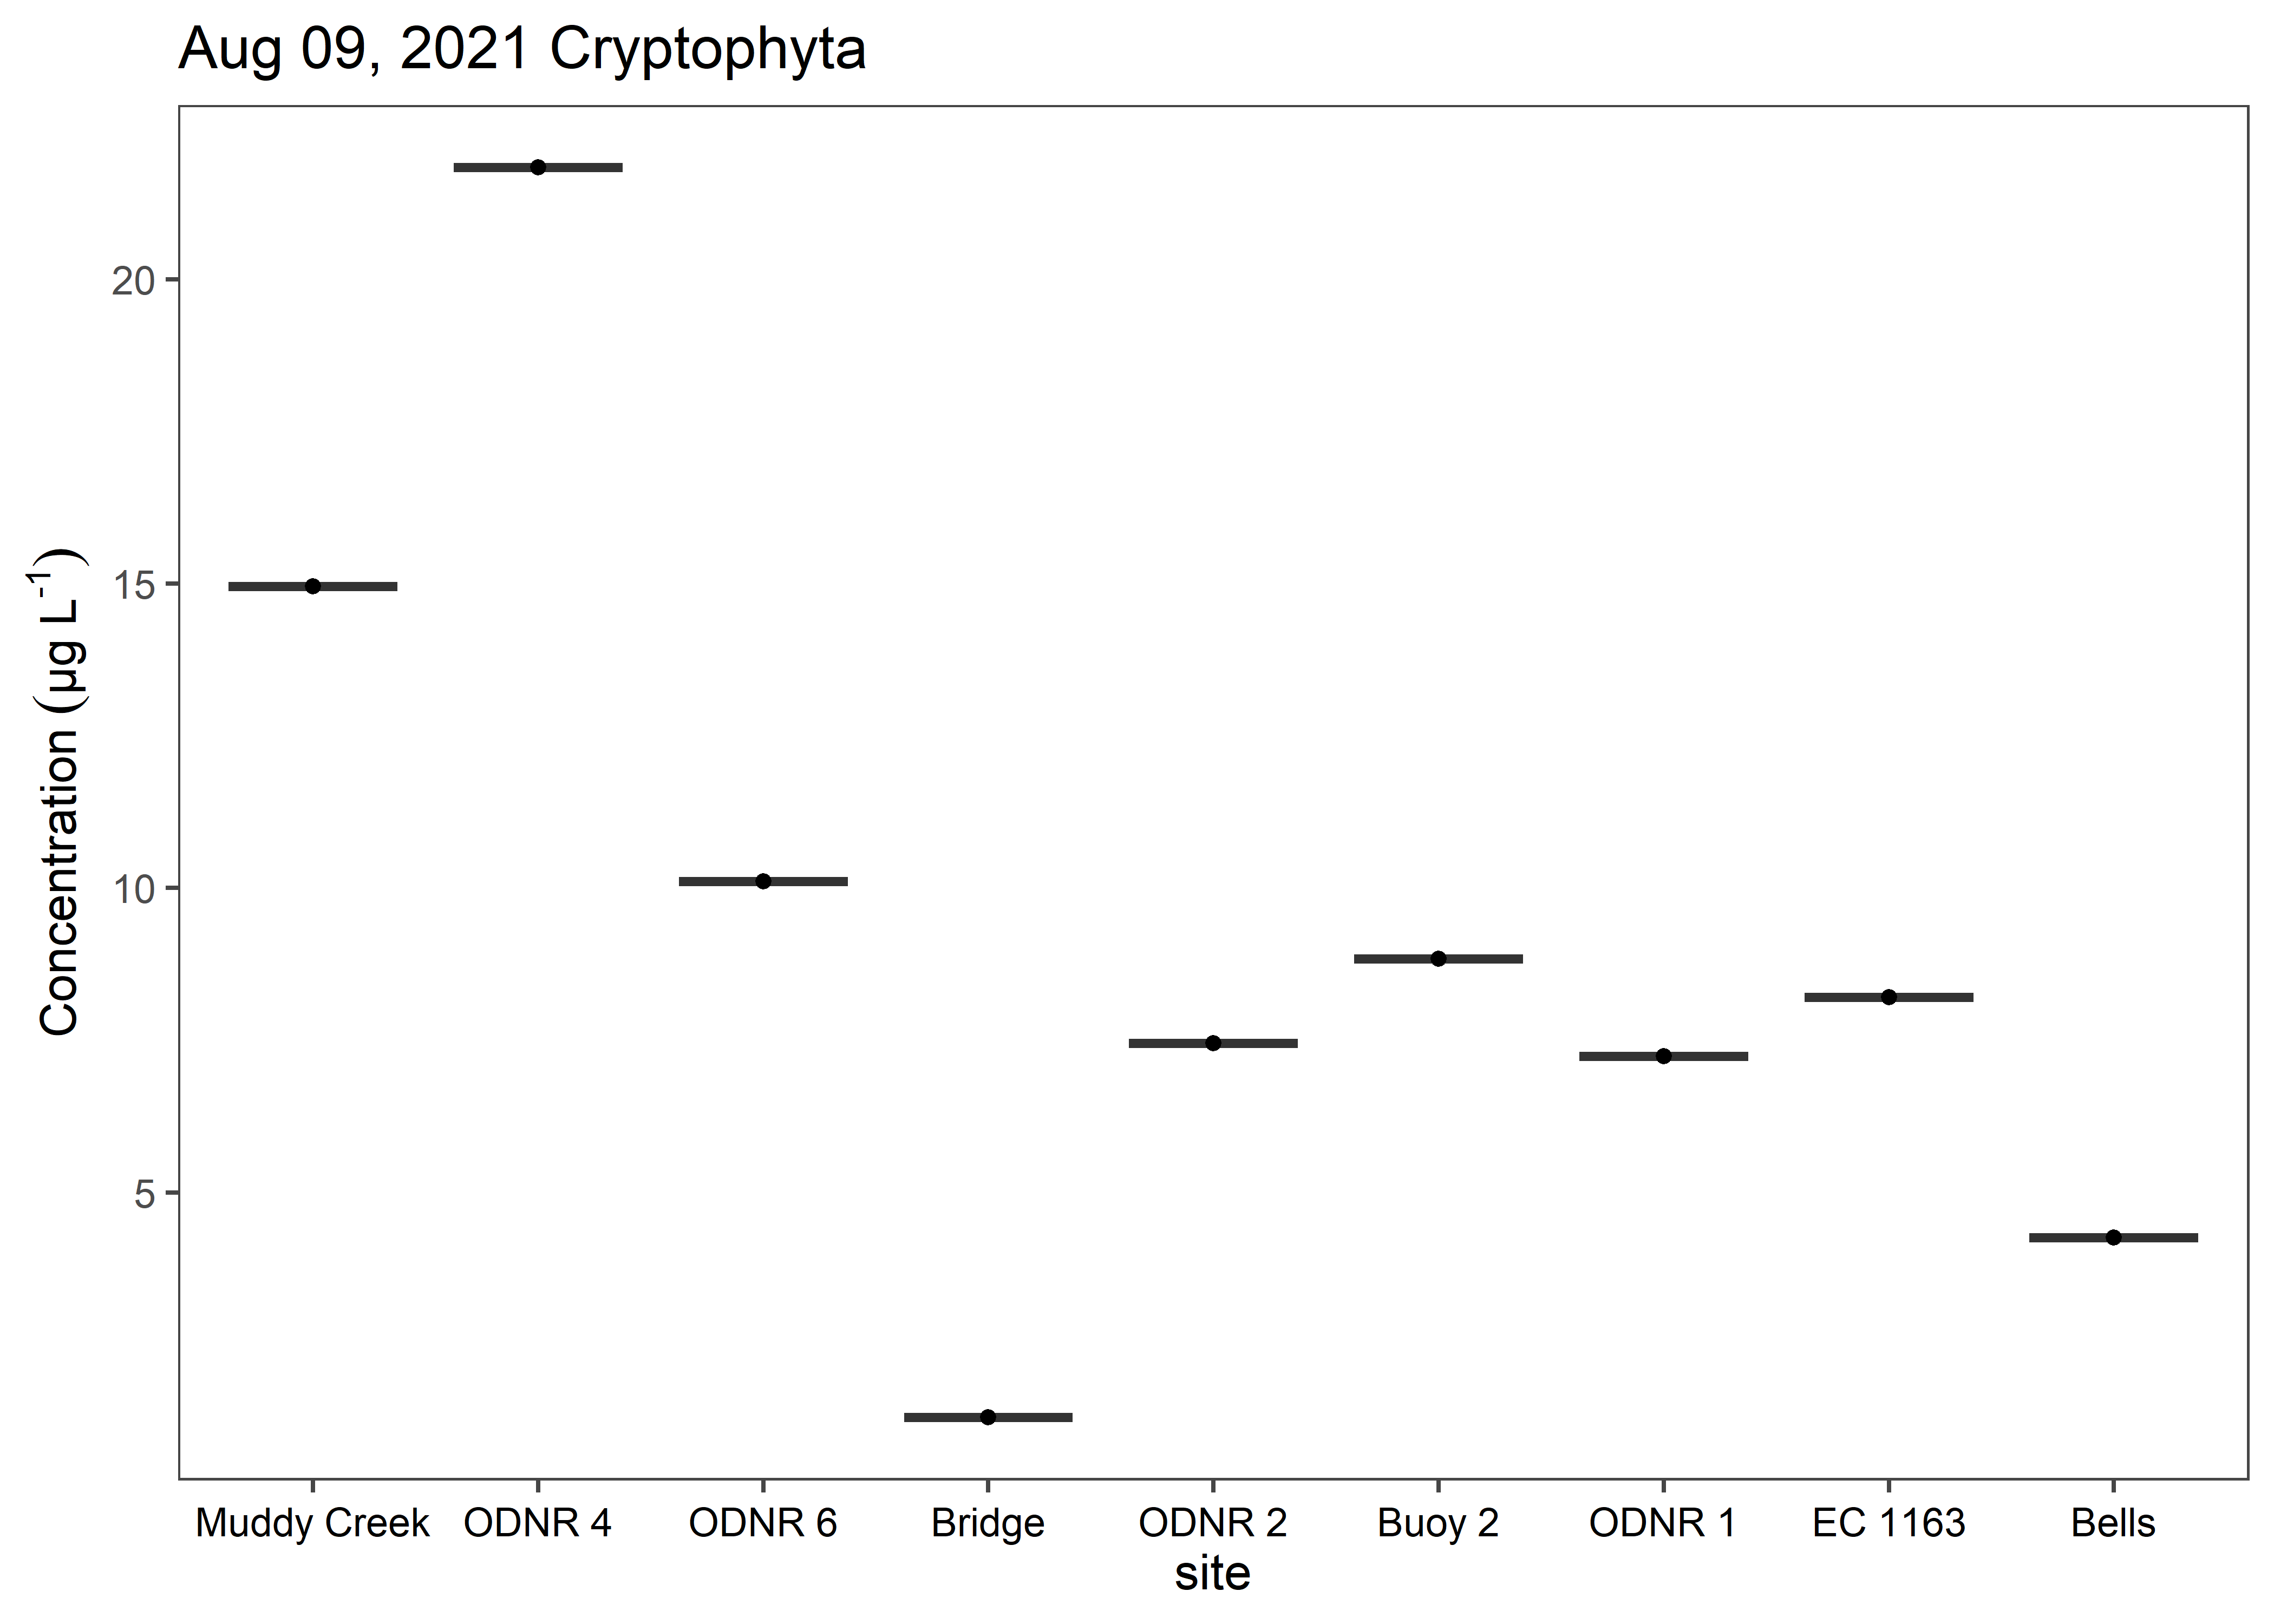 Aug 09, 2021 Cryptophyta
Concentration (µg L-1)
20
15
10
5
Muddy Creek ODNR 4 ODNR 6 Bridge ODNR 2 Buoy 2 ODNR 1 EC 1163 Bells
site